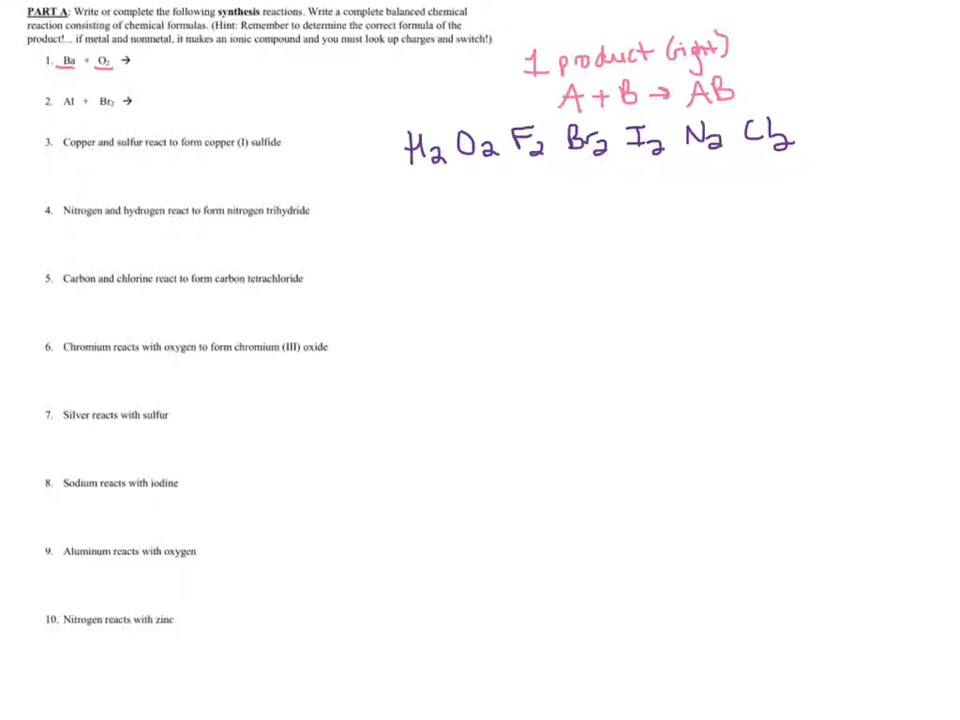 PART A: Write or complete the following synthesis reactions. Write a complete balanced chemical
reaction consisting of chemical formulas. (Hint: Remember to determine the correct formula of the
product!... if metal and nonmetal, it makes an ionic compound and you must look up charges and switch!)
1 product (right)
1. Ba + O₂ →
A + B → AB
2. Al + Br₂ →
H₂ O₂ F₂ Br₂ I₂ N₂ Cl₂
3. Copper and sulfur react to form copper (I) sulfide
4. Nitrogen and hydrogen react to form nitrogen trihydride
5. Carbon and chlorine react to form carbon tetrachloride
6. Chromium reacts with oxygen to form chromium (III) oxide
7. Silver reacts with sulfur
8. Sodium reacts with iodine
9. Aluminum reacts with oxygen
10. Nitrogen reacts with zinc